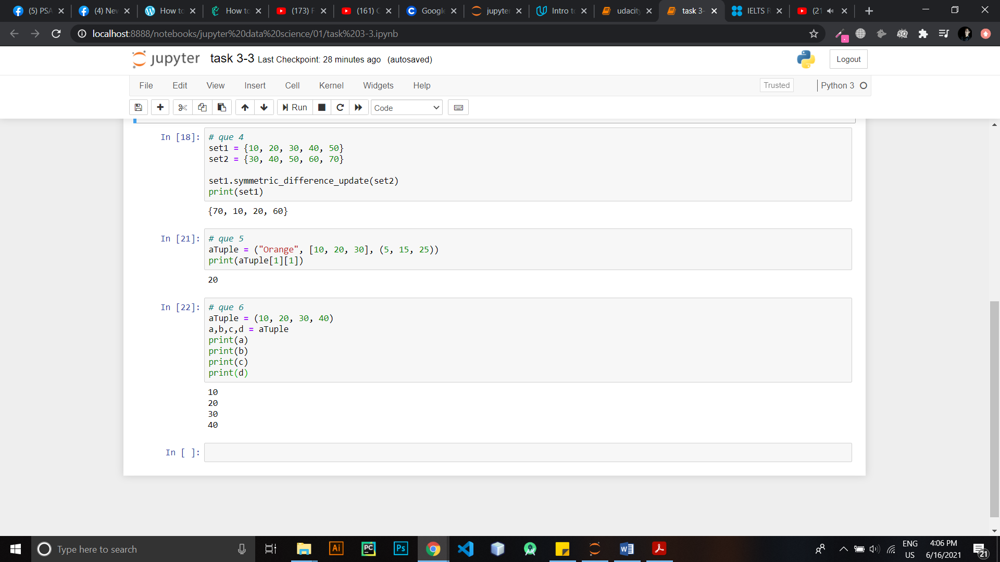 (5) PSA
(4) Nev
How to
How to
(173) F
(161) C
Google
jupyter
Intro to
udacity
task 3-
IELTS R
(21
localhost:8888/notebooks/jupyter%20data%20science/01/task%203-3.ipynb
jupyter task 3-3 Last Checkpoint: 28 minutes ago (autosaved)
Logout
File Edit View Insert Cell Kernel Widgets Help
Trusted Python 3
Run Code
In [18]: # que 4
set1 = {10, 20, 30, 40, 50}
set2 = {30, 40, 50, 60, 70}
set1.symmetric_difference_update(set2)
print(set1)
{70, 10, 20, 60}
In [21]: # que 5
aTuple = ("Orange", [10, 20, 30], (5, 15, 25))
print(aTuple[1][1])
20
In [22]: # que 6
aTuple = (10, 20, 30, 40)
a,b,c,d = aTuple
print(a)
print(b)
print(c)
print(d)
10
20
30
40
In [ ]:
Type here to search
Ai
PC
Ps
ENG
US
4:06 PM
6/16/2021
21